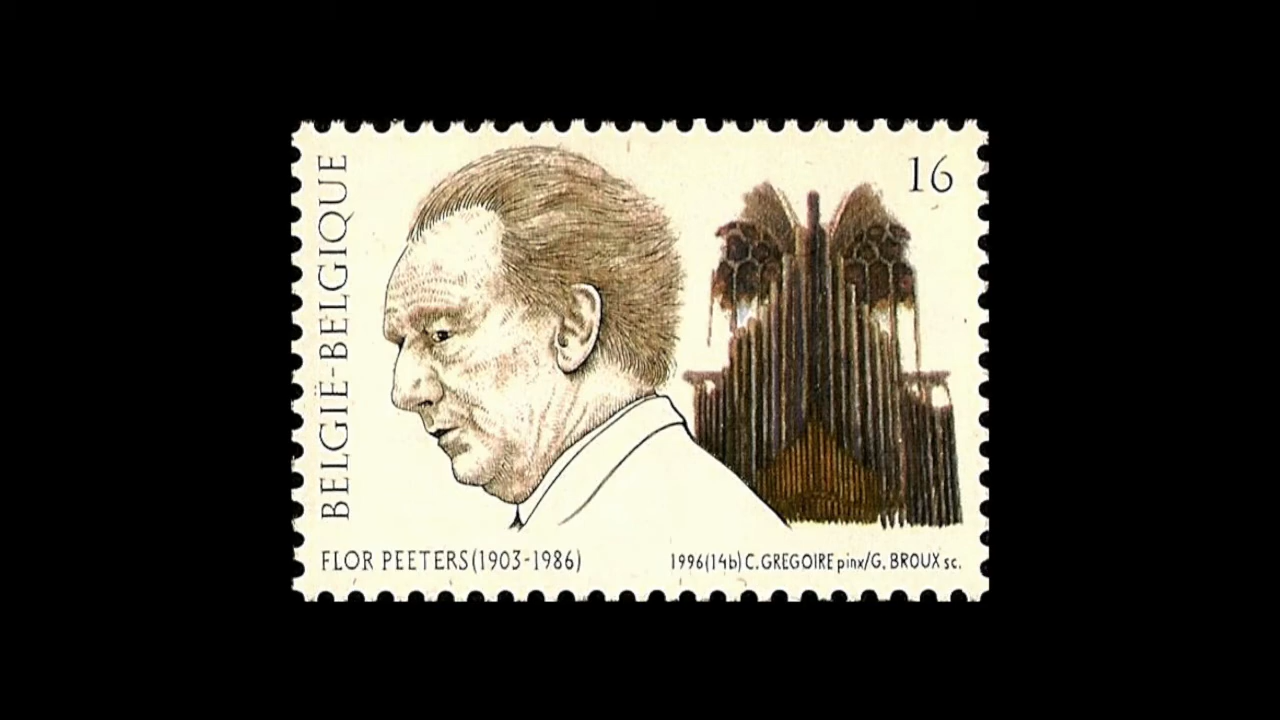 BELGIË-BELGIQUE
16
FLOR PEETERS (1903-1986)
1996(14b) C. GREGOIRE pinx/G. BROUX sc.